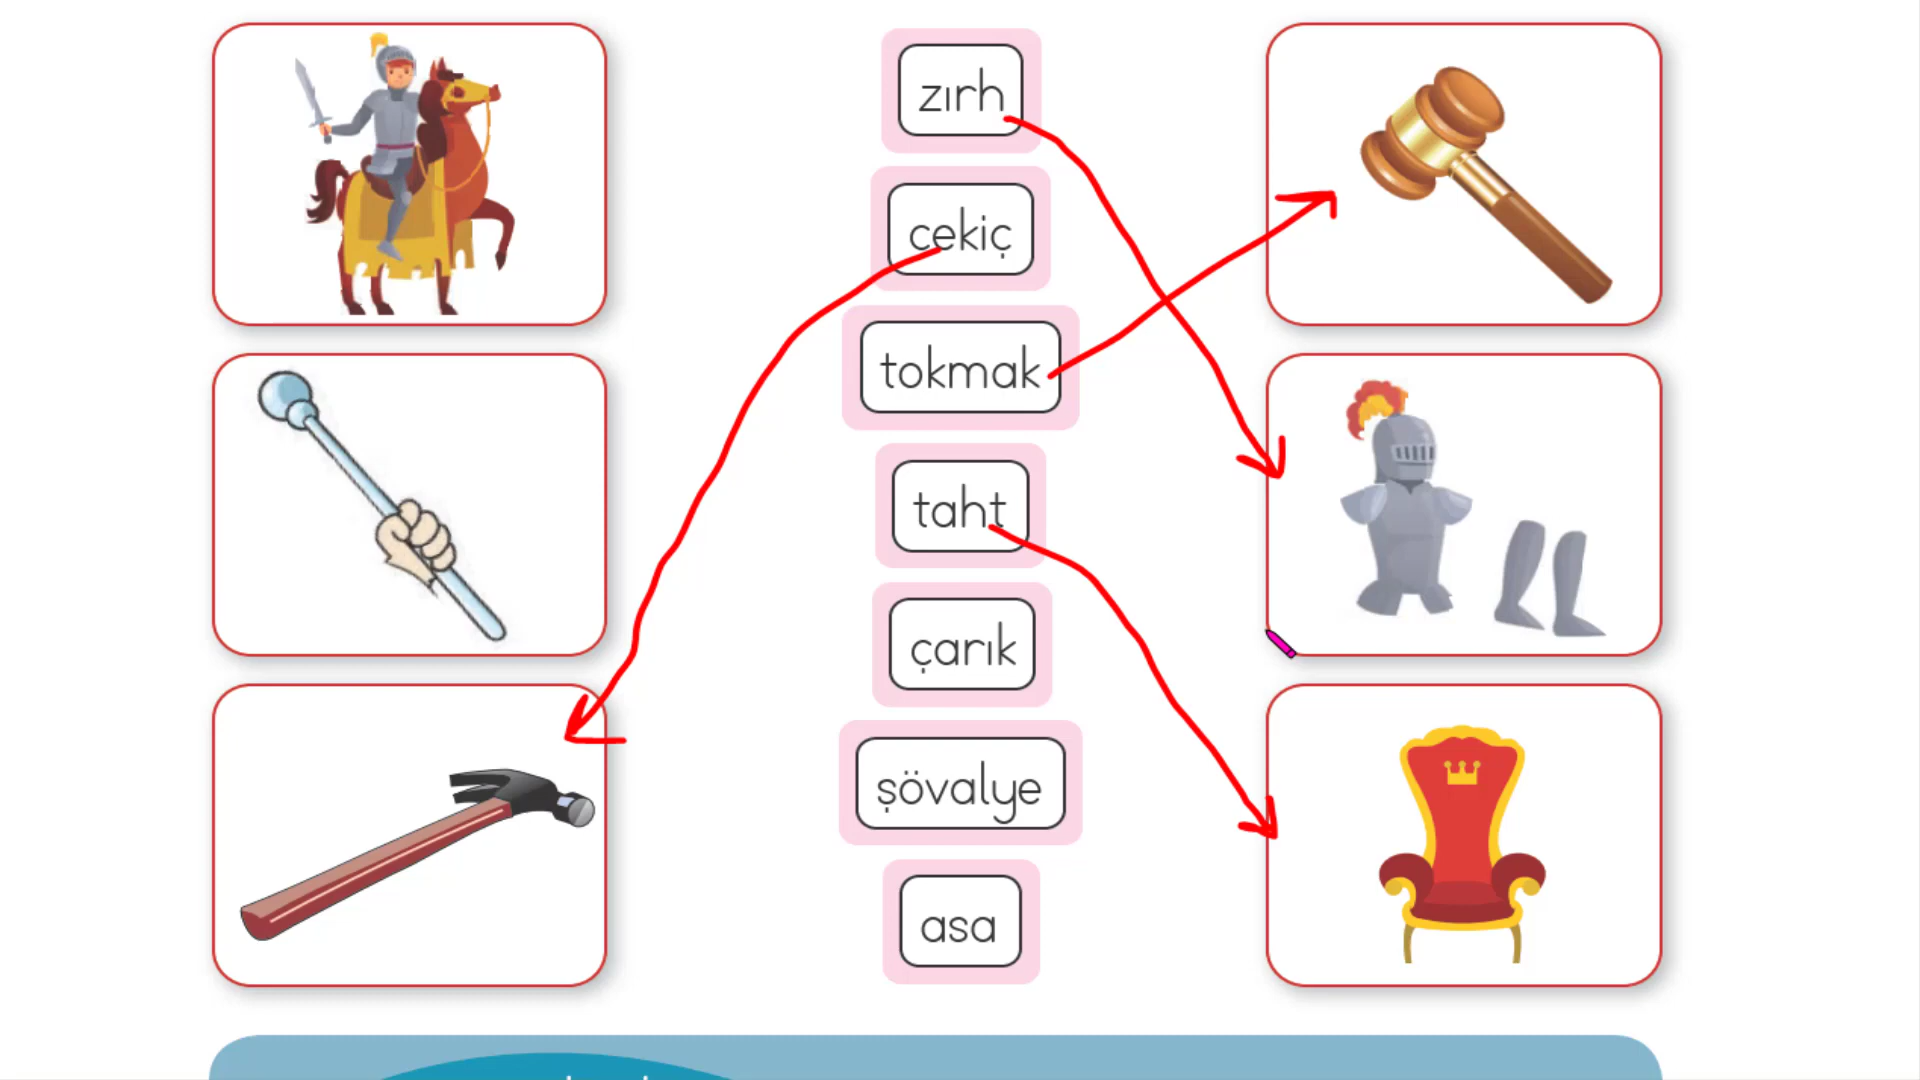 zırh
çekiç
tokmak
taht
çarık
şövalye
asa